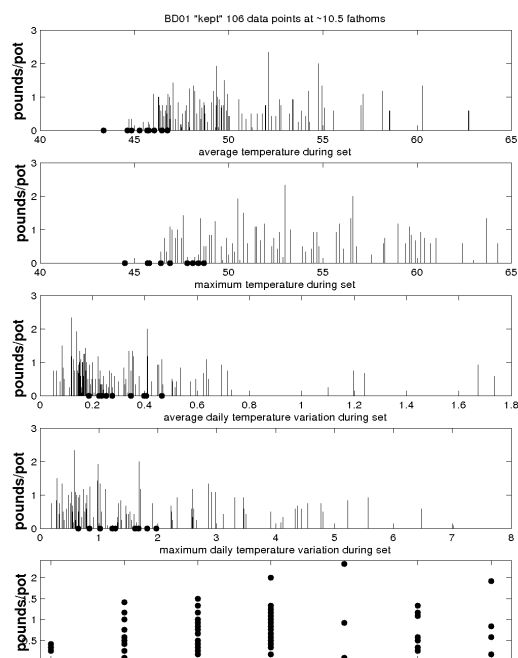 BD01 "kept" 106 data points at ~10.5 fathoms
pounds/pot
3
2
1
0
40 45 50 55 60 65
average temperature during set
pounds/pot
3
2
1
0
40 45 50 55 60 65
maximum temperature during set
pounds/pot
3
2
1
0
0 0.2 0.4 0.6 0.8 1 1.2 1.4 1.6 1.8
average daily temperature variation during set
pounds/pot
3
2
1
0
0 1 2 3 4 5 6 7 8
maximum daily temperature variation during set
pounds/pot
2
.5
1
.5